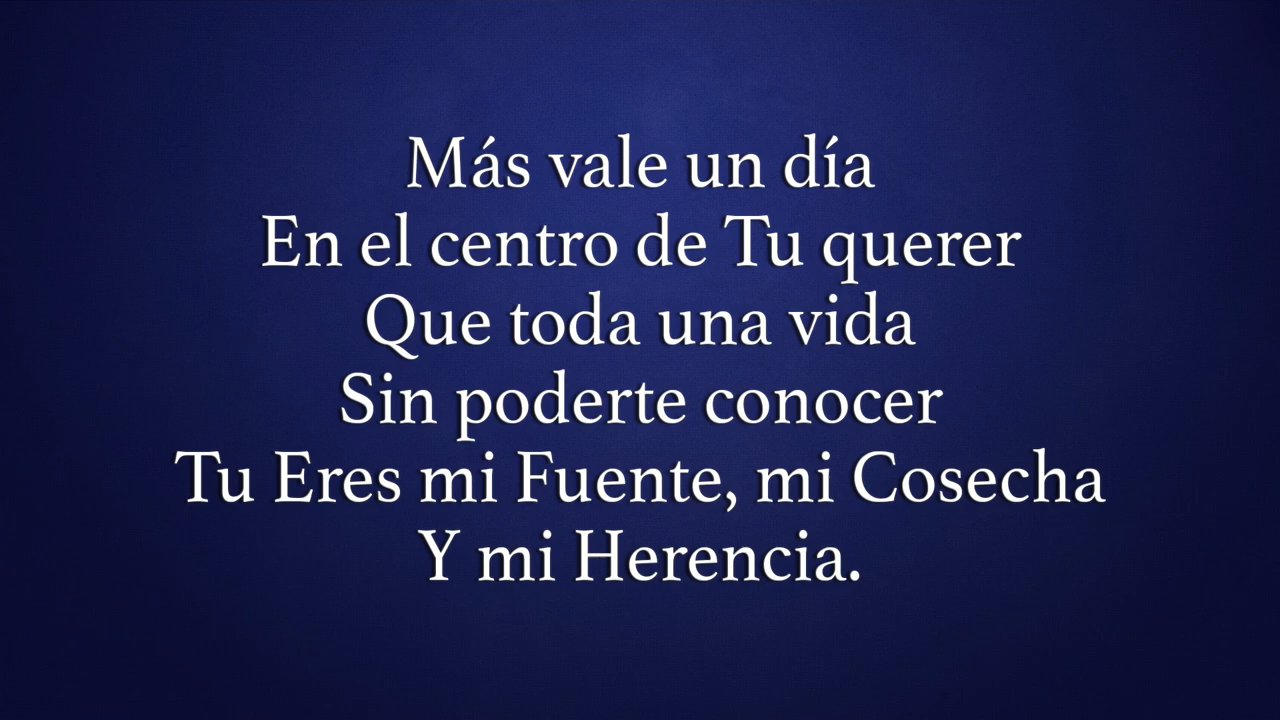 Más vale un día
En el centro de Tu querer
Que toda una vida
Sin poderte conocer
Tu Eres mi Fuente, mi Cosecha
Y mi Herencia.